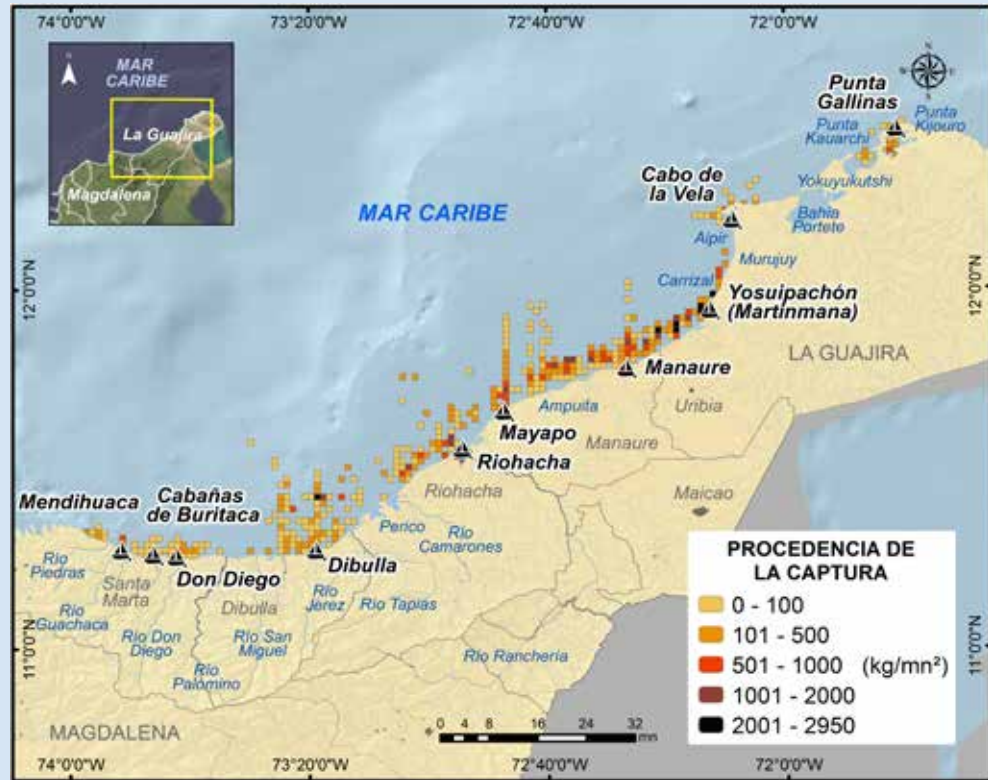 74°0'0"W
73°20'0"W
72°40'0"W
72°0'0"W
MAR
CARIBE
La Guajira
Magdalena
Punta
Gallinas
Punta
Kijouro
Punta
Kauarchi
Yokuyukutshi
Cabo de
la Vela
Bahia
Portete
MAR CARIBE
Aipir
Murujuy
Carrizal
12°0'0"N
12°0'0"N
Yosuipachón
(Martinmana)
LA GUAJIRA
Manaure
Uribia
Ampuita
Mayapo
Manaure
Riohacha
Riohacha
Maicao
Mendihuaca
Cabañas
de Buritaca
Perico
Río
Camarones
Río
Piedras
Santa
Marta
Don Diego
Dibulla
Dibulla
Río
Jerez
Río Tapias
Río
Guachaca
Río Don
Diego
Río San
Miguel
Río
Palomino
Río Ranchería
11°0'0"N
11°0'0"N
PROCEDENCIA DE
LA CAPTURA
0 - 100
101 - 500
501 - 1000 (kg/mn²)
1001 - 2000
2001 - 2950
MAGDALENA
0 4 8 16 24 32
mn
74°0'0"W
73°20'0"W
72°40'0"W
72°0'0"W